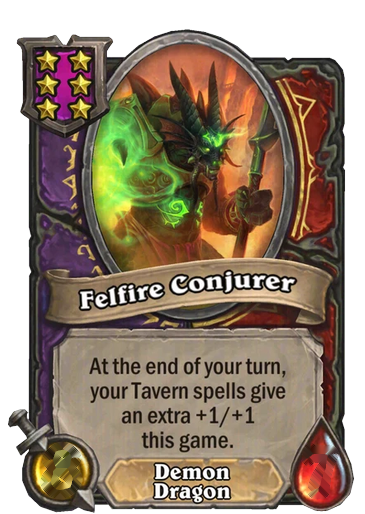 Felfire Conjurer
At the end of your turn,
your Tavern spells give
an extra +1/+1
this game.
Demon
Dragon